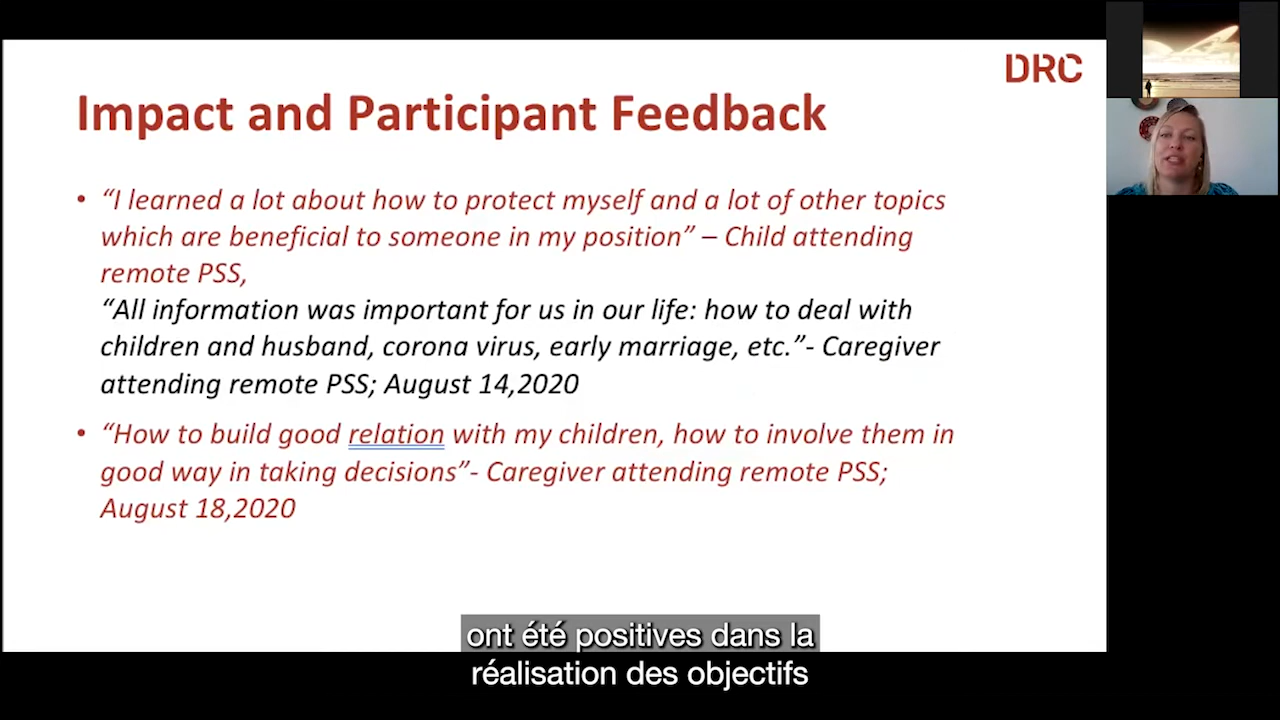 DRC
Impact and Participant Feedback
• “I learned a lot about how to protect myself and a lot of other topics
which are beneficial to someone in my position” – Child attending
remote PSS,
“All information was important for us in our life: how to deal with
children and husband, corona virus, early marriage, etc.”- Caregiver
attending remote PSS; August 14,2020
• “How to build good relation with my children, how to involve them in
good way in taking decisions”- Caregiver attending remote PSS;
August 18,2020
ont été positives dans la
réalisation des objectifs